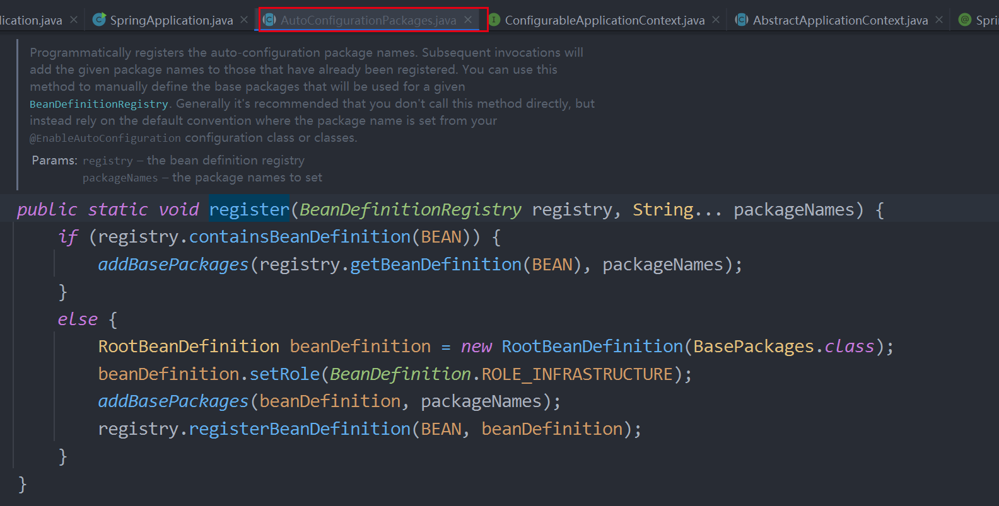 lication.java × SpringApplication.java × AutoConfigurationPackages.java × ConfigurableApplicationContext.java × AbstractApplicationContext.java × Spri
Programmatically registers the auto-configuration package names. Subsequent invocations will
add the given package names to those that have already been registered. You can use this
method to manually define the base packages that will be used for a given
BeanDefinitionRegistry. Generally it's recommended that you don't call this method directly, but
instead rely on the default convention where the package name is set from your
@EnableAutoConfiguration configuration class or classes.
Params: registry – the bean definition registry
packageNames – the package names to set
public static void register(BeanDefinitionRegistry registry, String... packageNames) {
if (registry.containsBeanDefinition(BEAN)) {
addBasePackages(registry.getBeanDefinition(BEAN), packageNames);
}
else {
RootBeanDefinition beanDefinition = new RootBeanDefinition(BasePackages.class);
beanDefinition.setRole(BeanDefinition.ROLE_INFRASTRUCTURE);
addBasePackages(beanDefinition, packageNames);
registry.registerBeanDefinition(BEAN, beanDefinition);
}
}